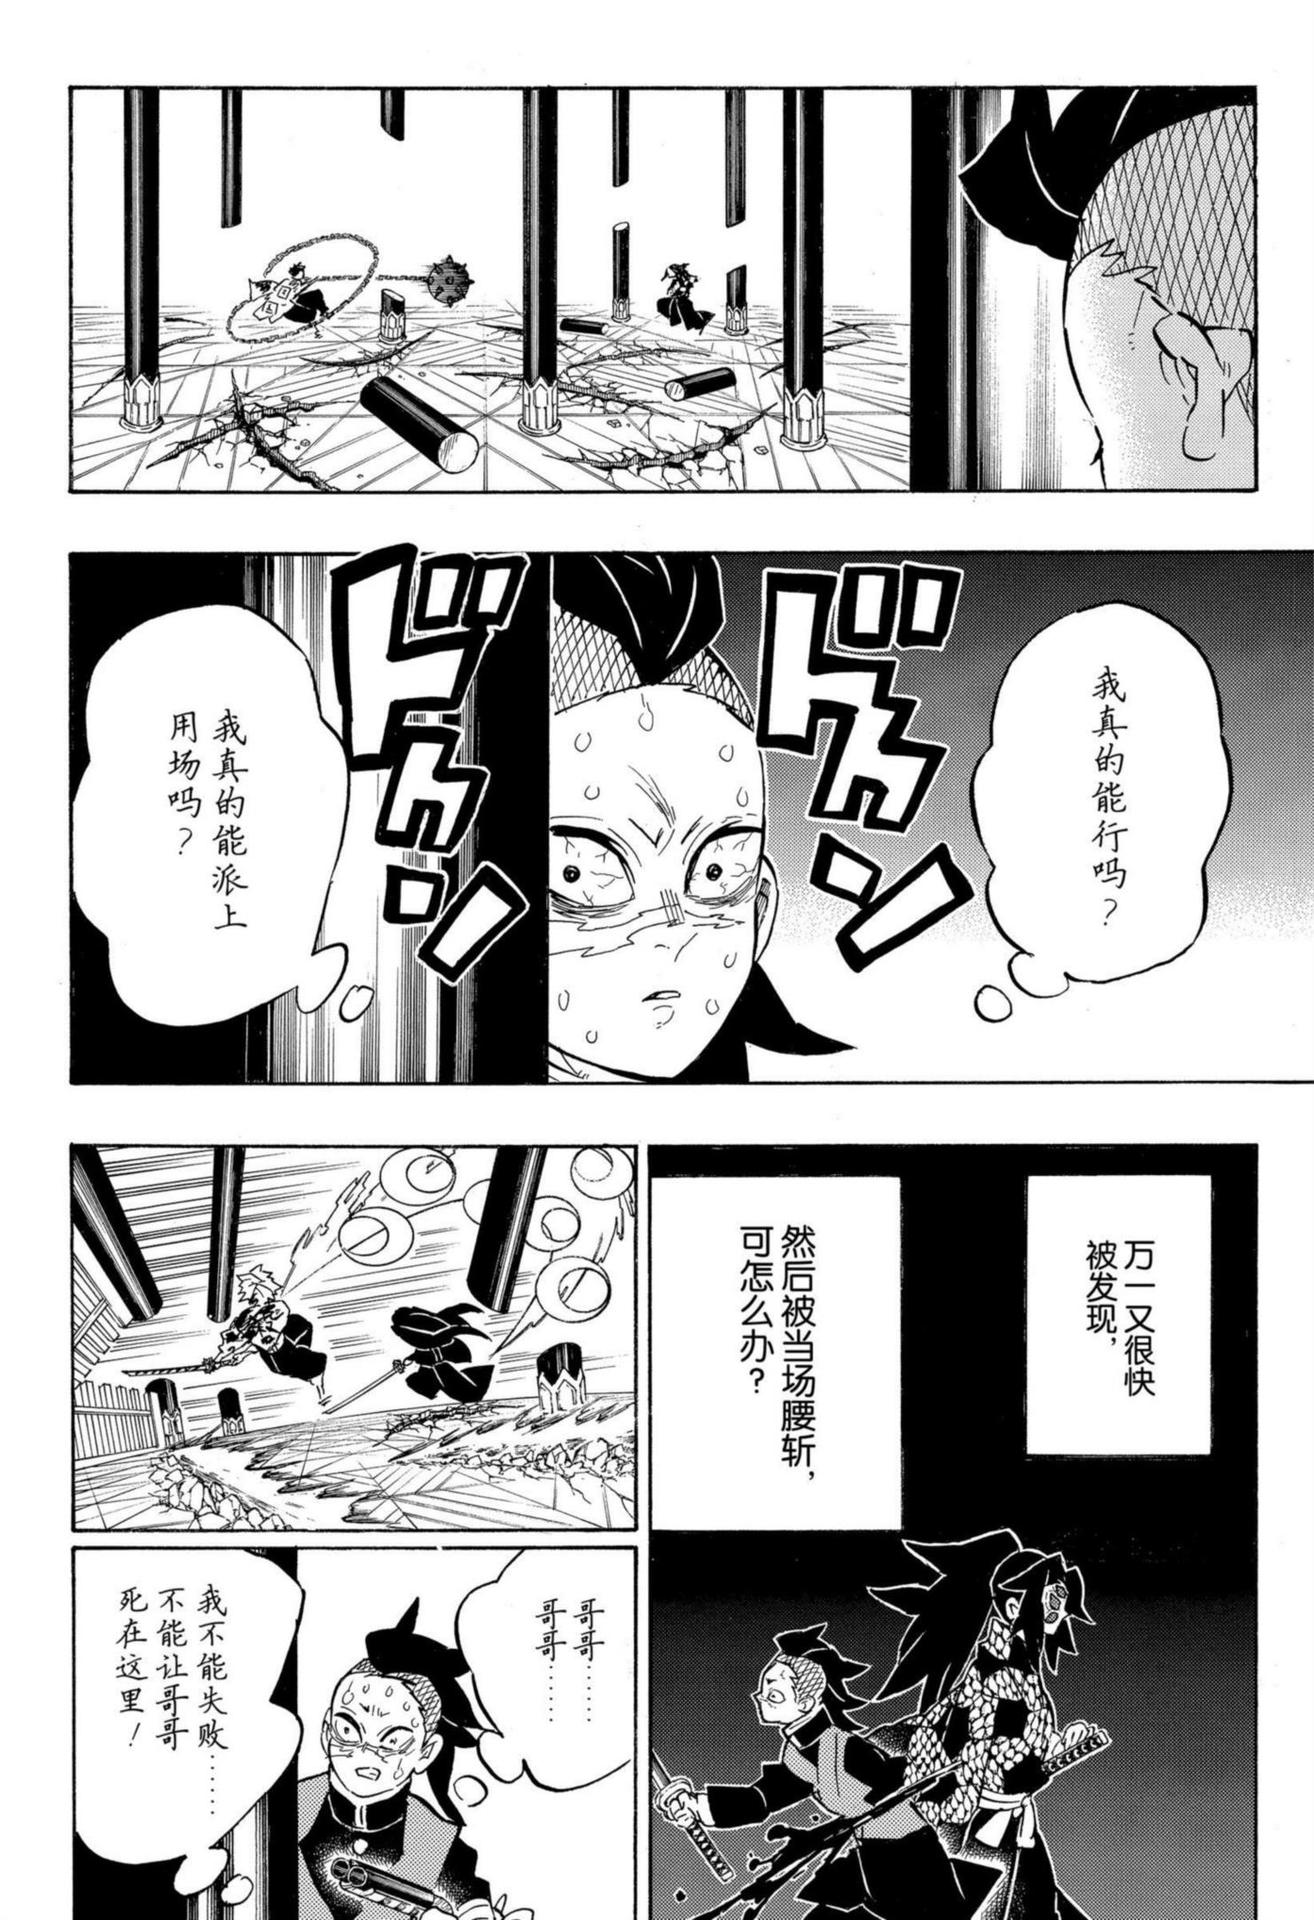 我真的能行吗？
ドクン
ドクン
我真的能派上
用场吗？
万一又很快
被发现，
然后被当场腰斩，
可怎么办？
哥哥……
哥哥……
我不能失败……
不能让哥哥
死在这里！